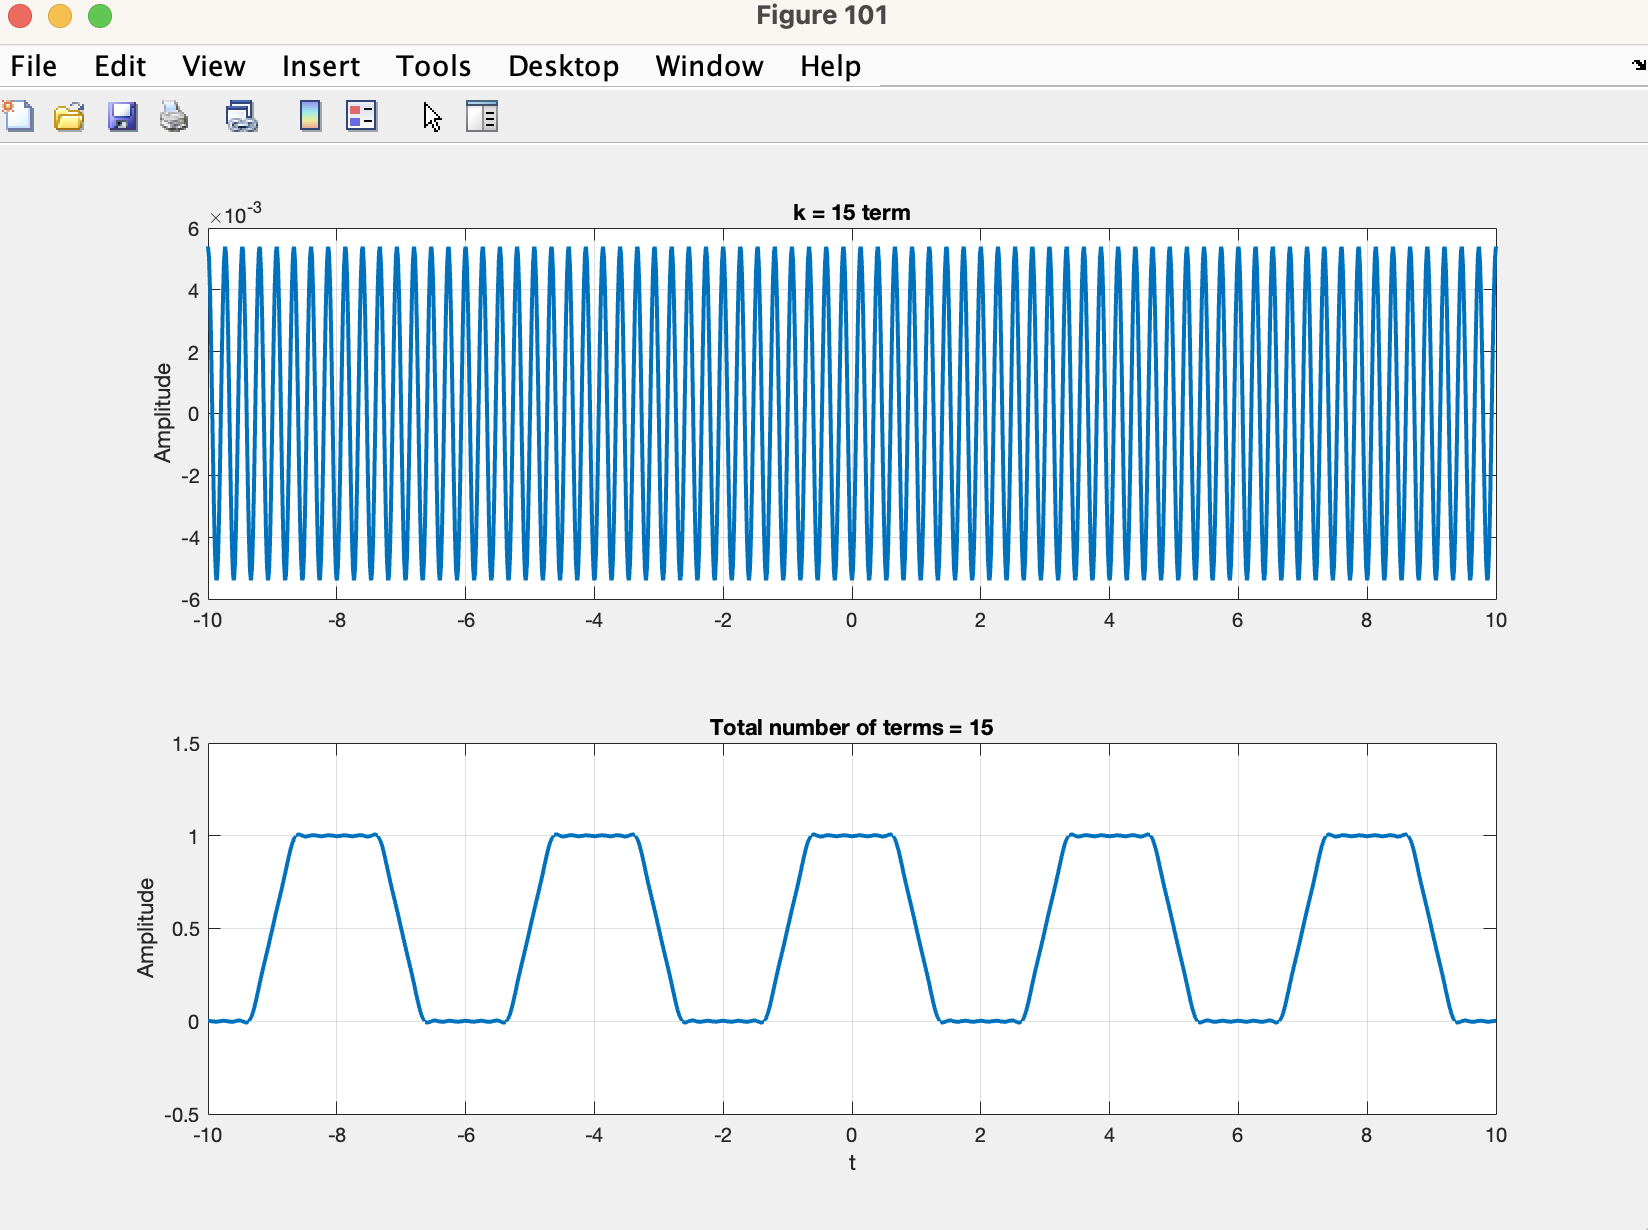 Figure 101
File Edit View Insert Tools Desktop Window Help
×10⁻³
k = 15 term
6
4
2
0
-2
-4
-6
Amplitude
-10 -8 -6 -4 -2 0 2 4 6 8 10
Total number of terms = 15
1.5
1
0.5
0
-0.5
Amplitude
-10 -8 -6 -4 -2 0 2 4 6 8 10
t